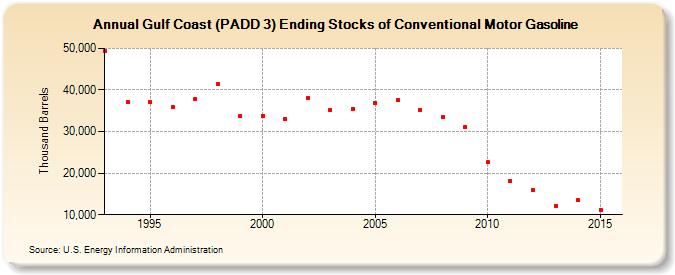 Annual Gulf Coast (PADD 3) Ending Stocks of Conventional Motor Gasoline
Thousand Barrels
50,000
40,000
30,000
20,000
10,000
1995 2000 2005 2010 2015
Source: U.S. Energy Information Administration